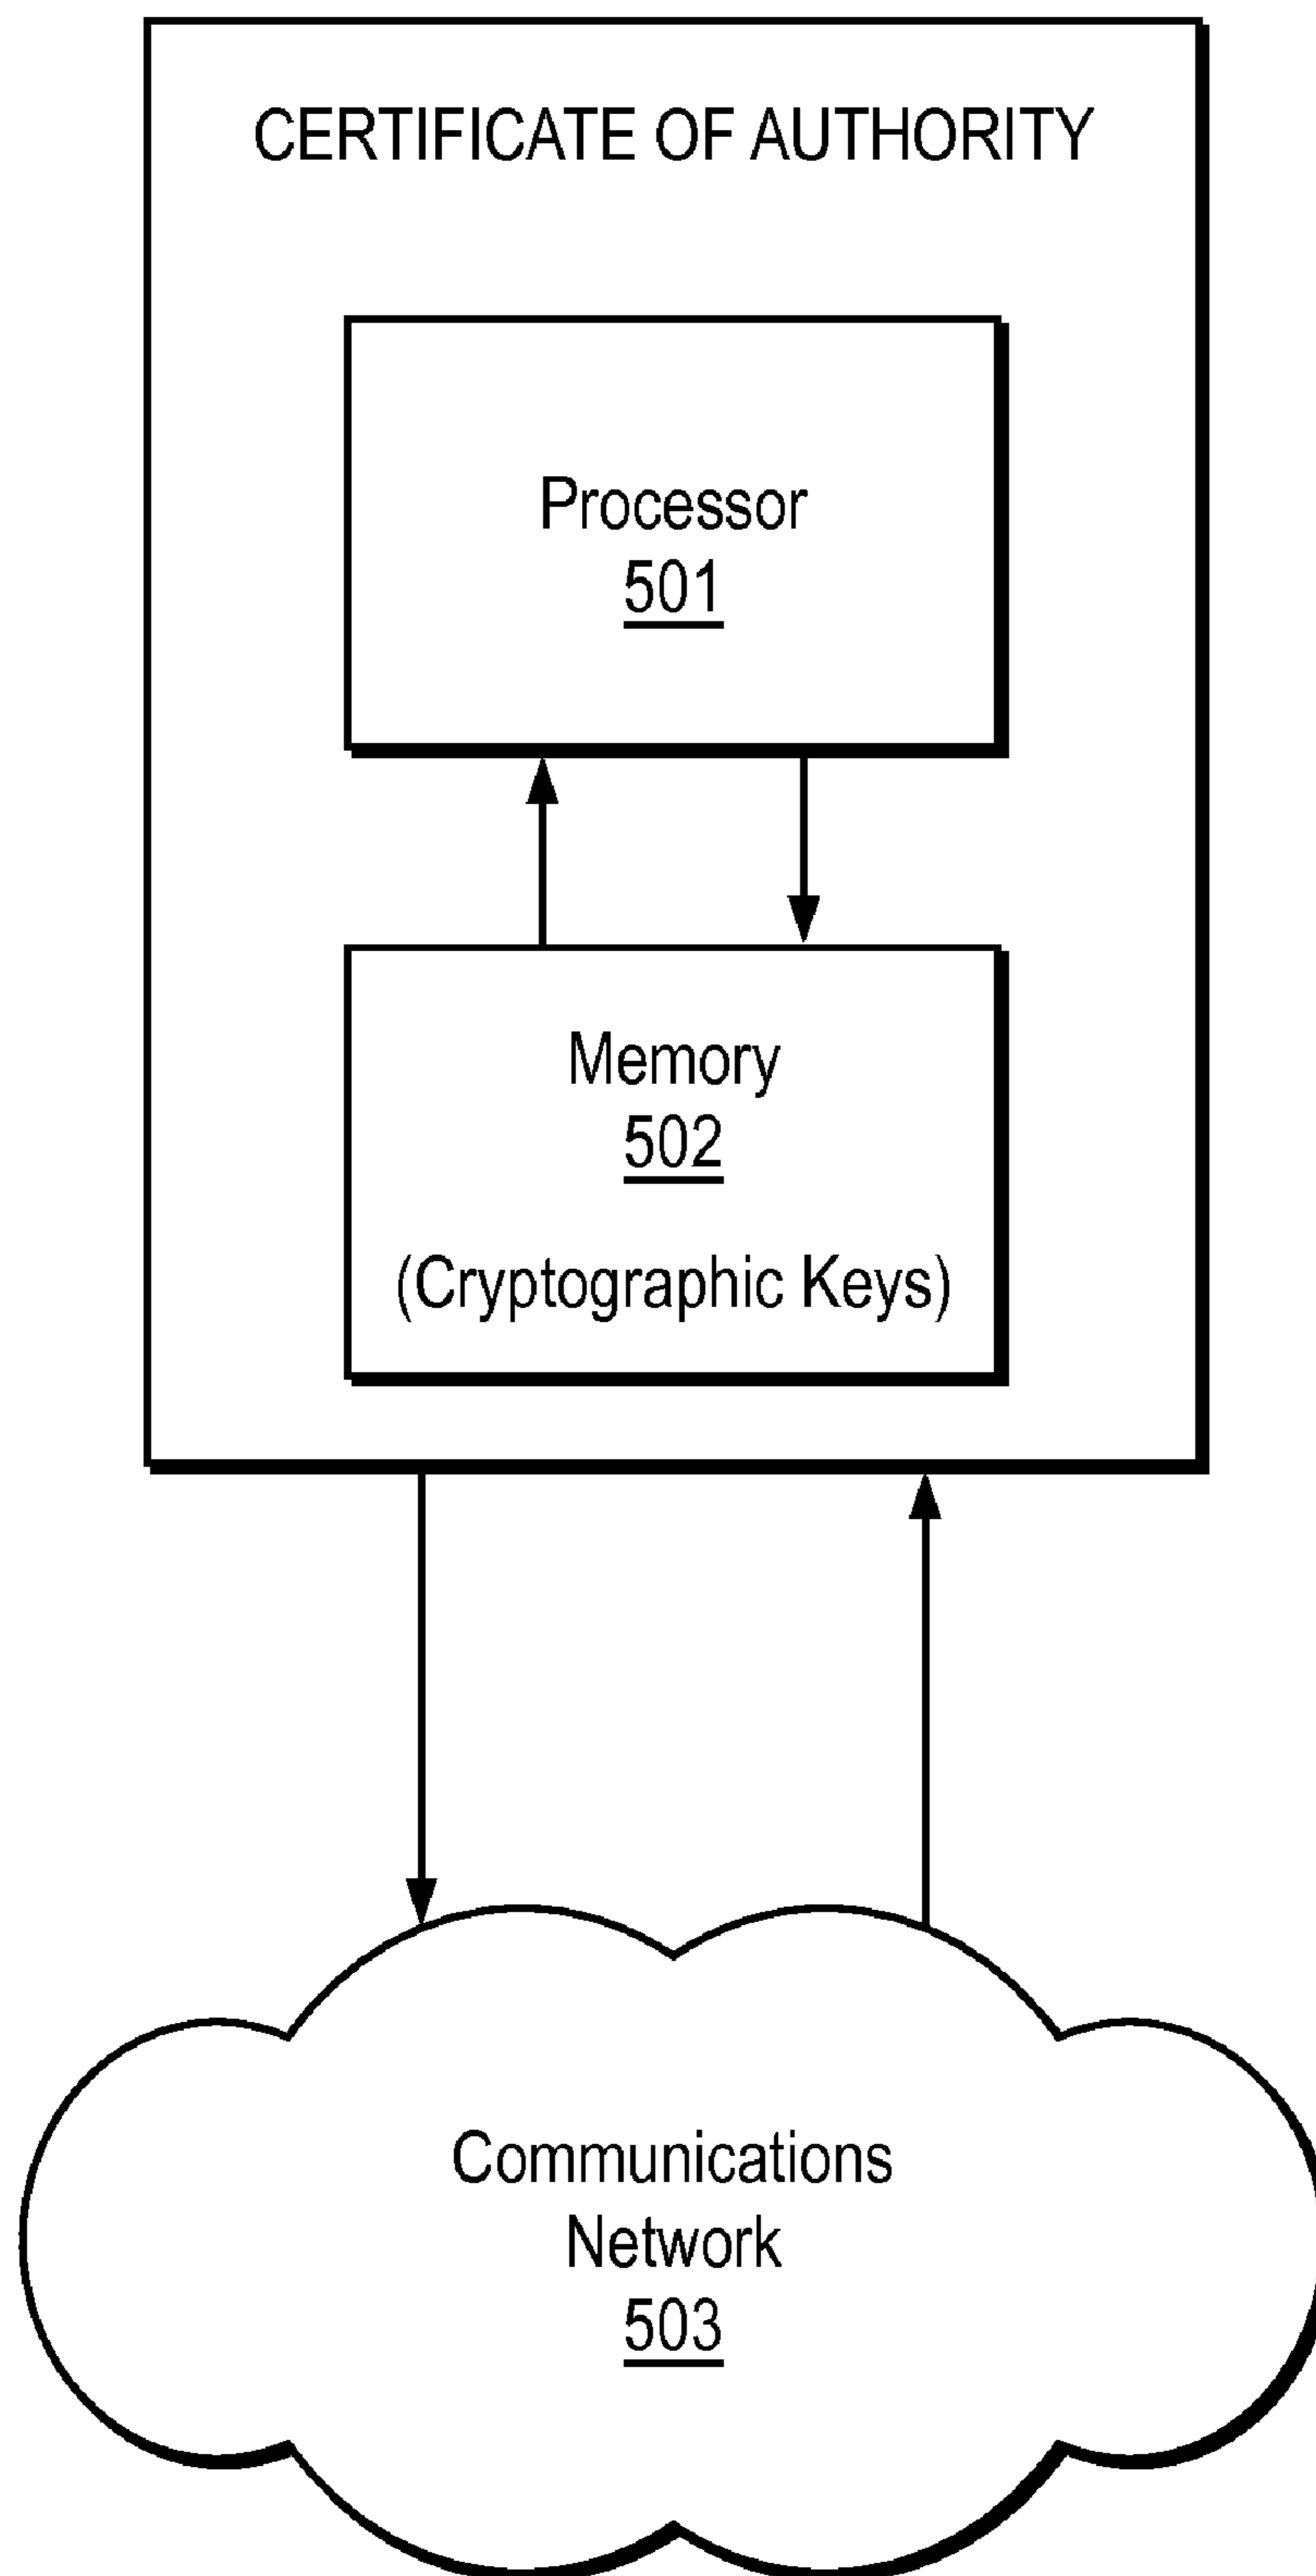 CERTIFICATE OF AUTHORITY
Processor
501
Memory
502
(Cryptographic Keys)
Communications
Network
503